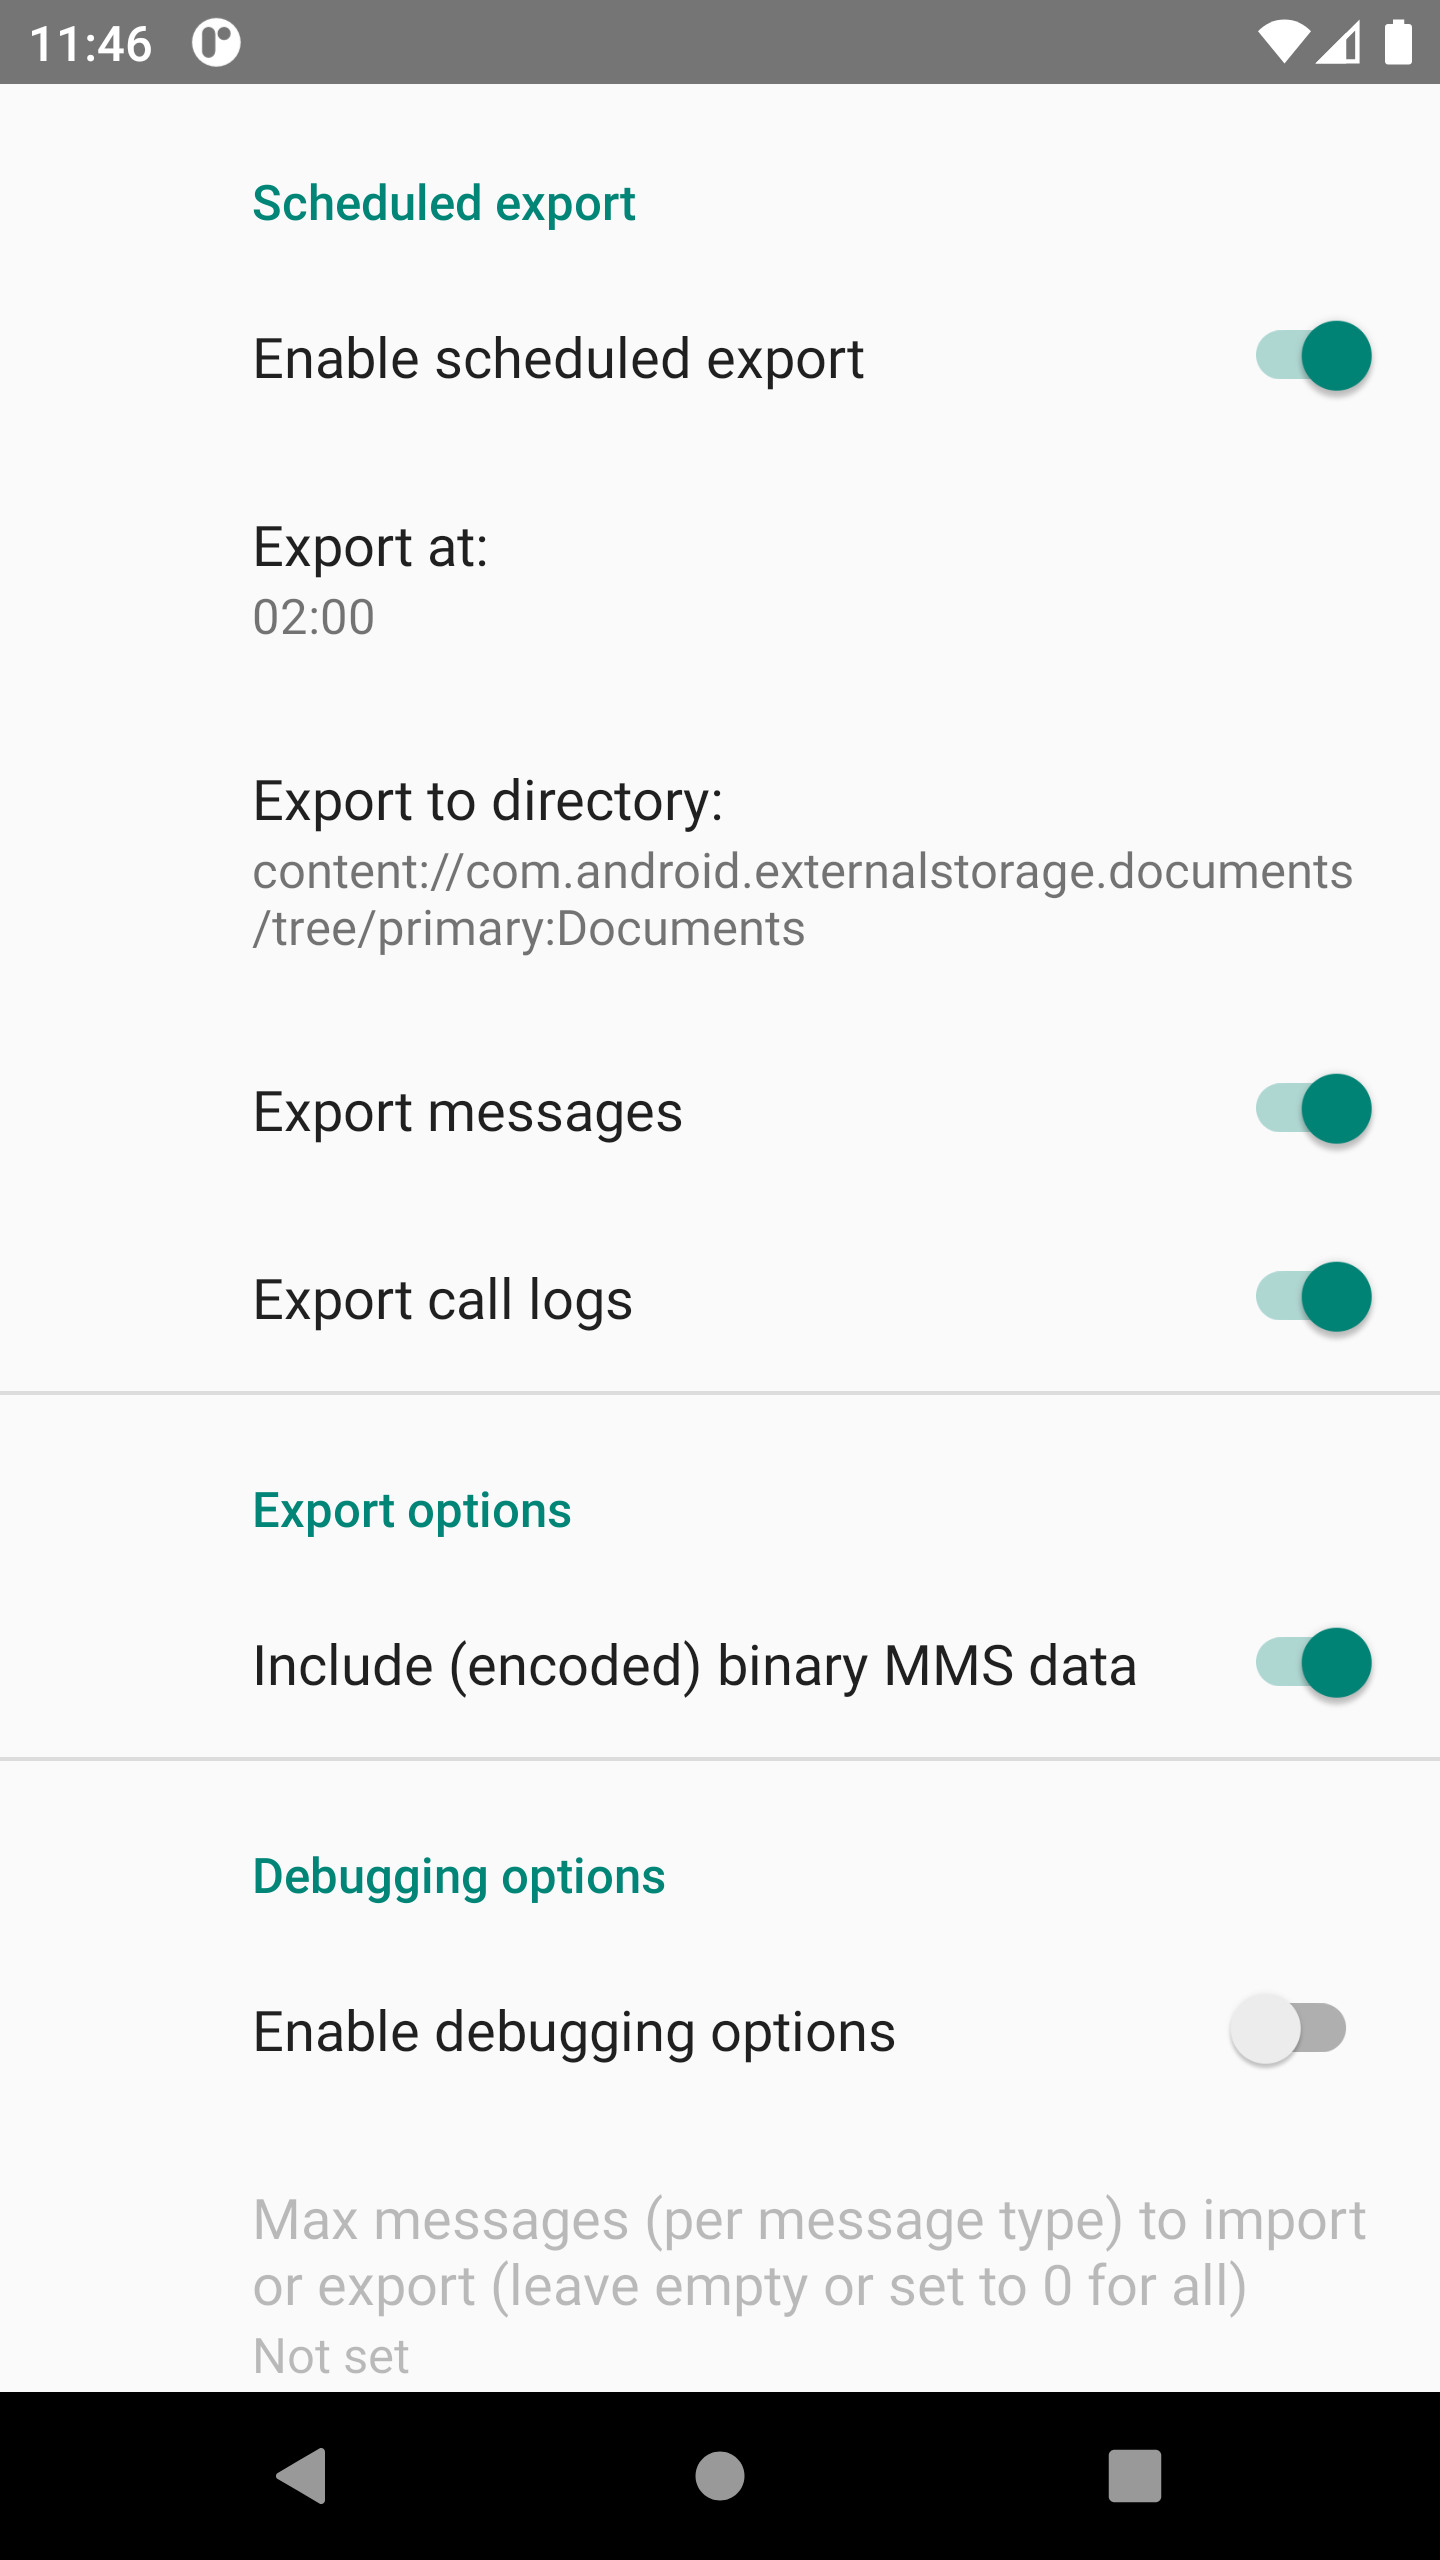 11:46
Scheduled export
Enable scheduled export
Export at:
02:00
Export to directory:
content://com.android.externalstorage.documents
/tree/primary:Documents
Export messages
Export call logs
Export options
Include (encoded) binary MMS data
Debugging options
Enable debugging options
Max messages (per message type) to import
or export (leave empty or set to 0 for all)
Not set